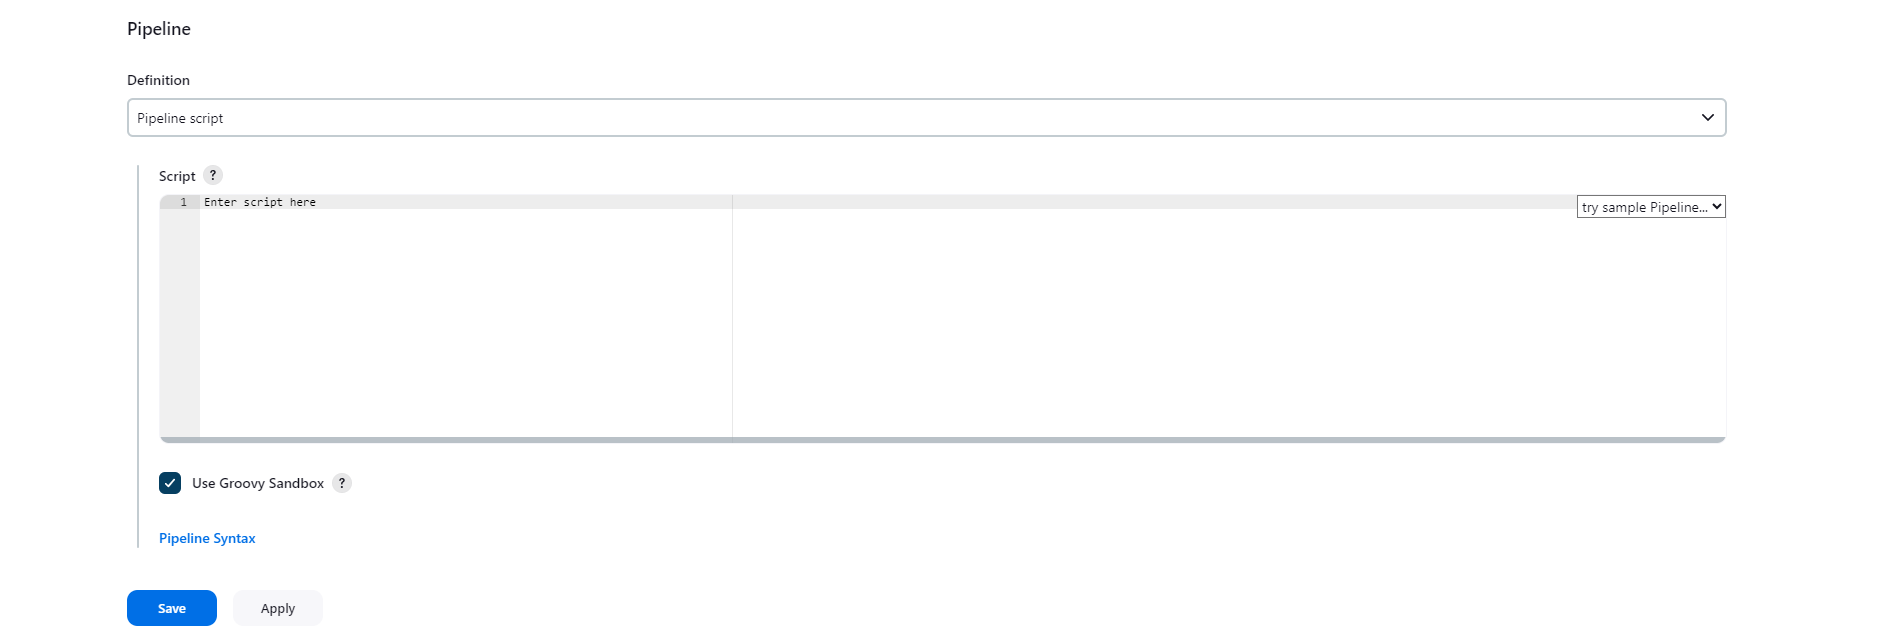 Pipeline
Definition
Pipeline script
Script ?
1 Enter script here
try sample Pipeline...
Use Groovy Sandbox ?
Pipeline Syntax
Save Apply